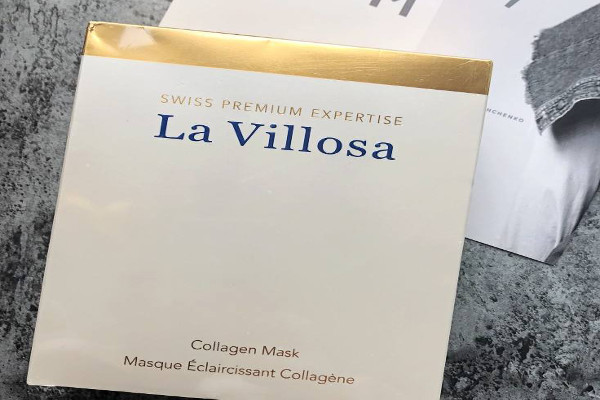 SWISS PREMIUM EXPERTISE
La Villosa
Collagen Mask
Masque Éclaircissant Collagène